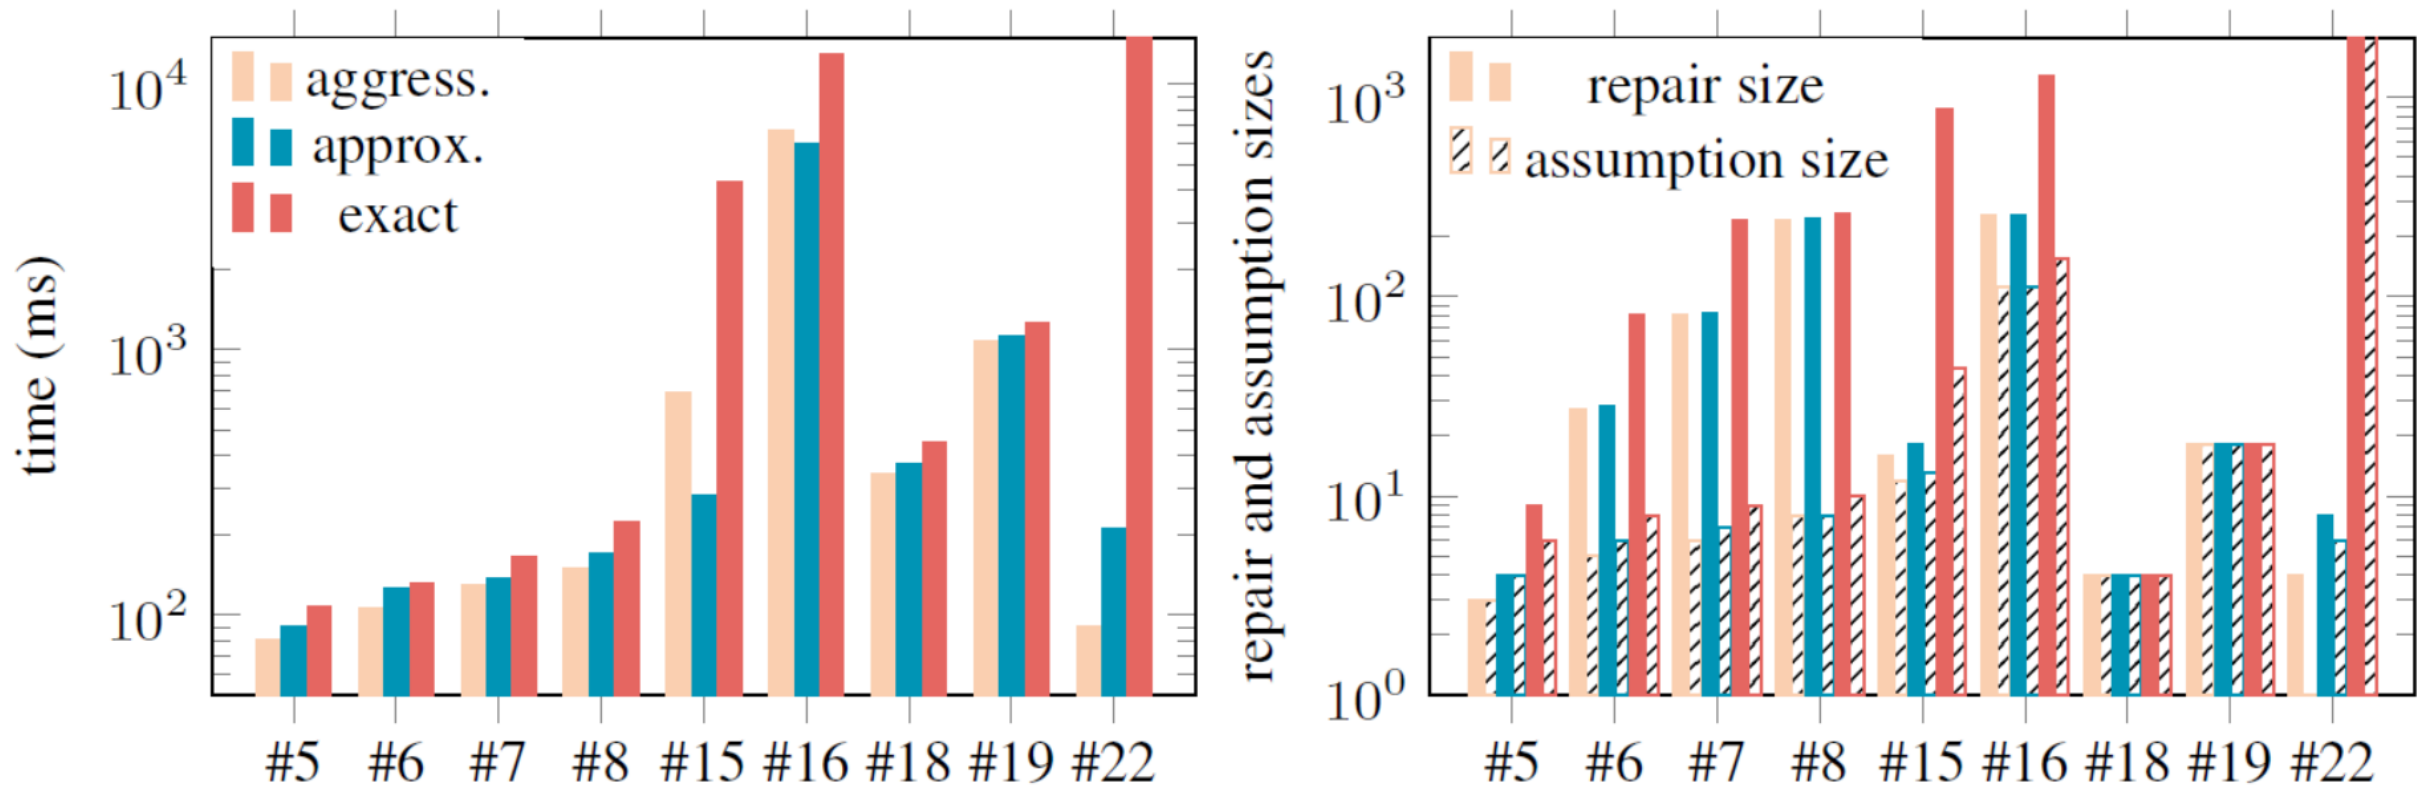 time (ms)
10^4
10^3
10^2
aggress.
approx.
exact
#5 #6 #7 #8 #15 #16 #18 #19 #22
repair and assumption sizes
10^3
10^2
10^1
10^0
repair size
assumption size
#5 #6 #7 #8 #15 #16 #18 #19 #22